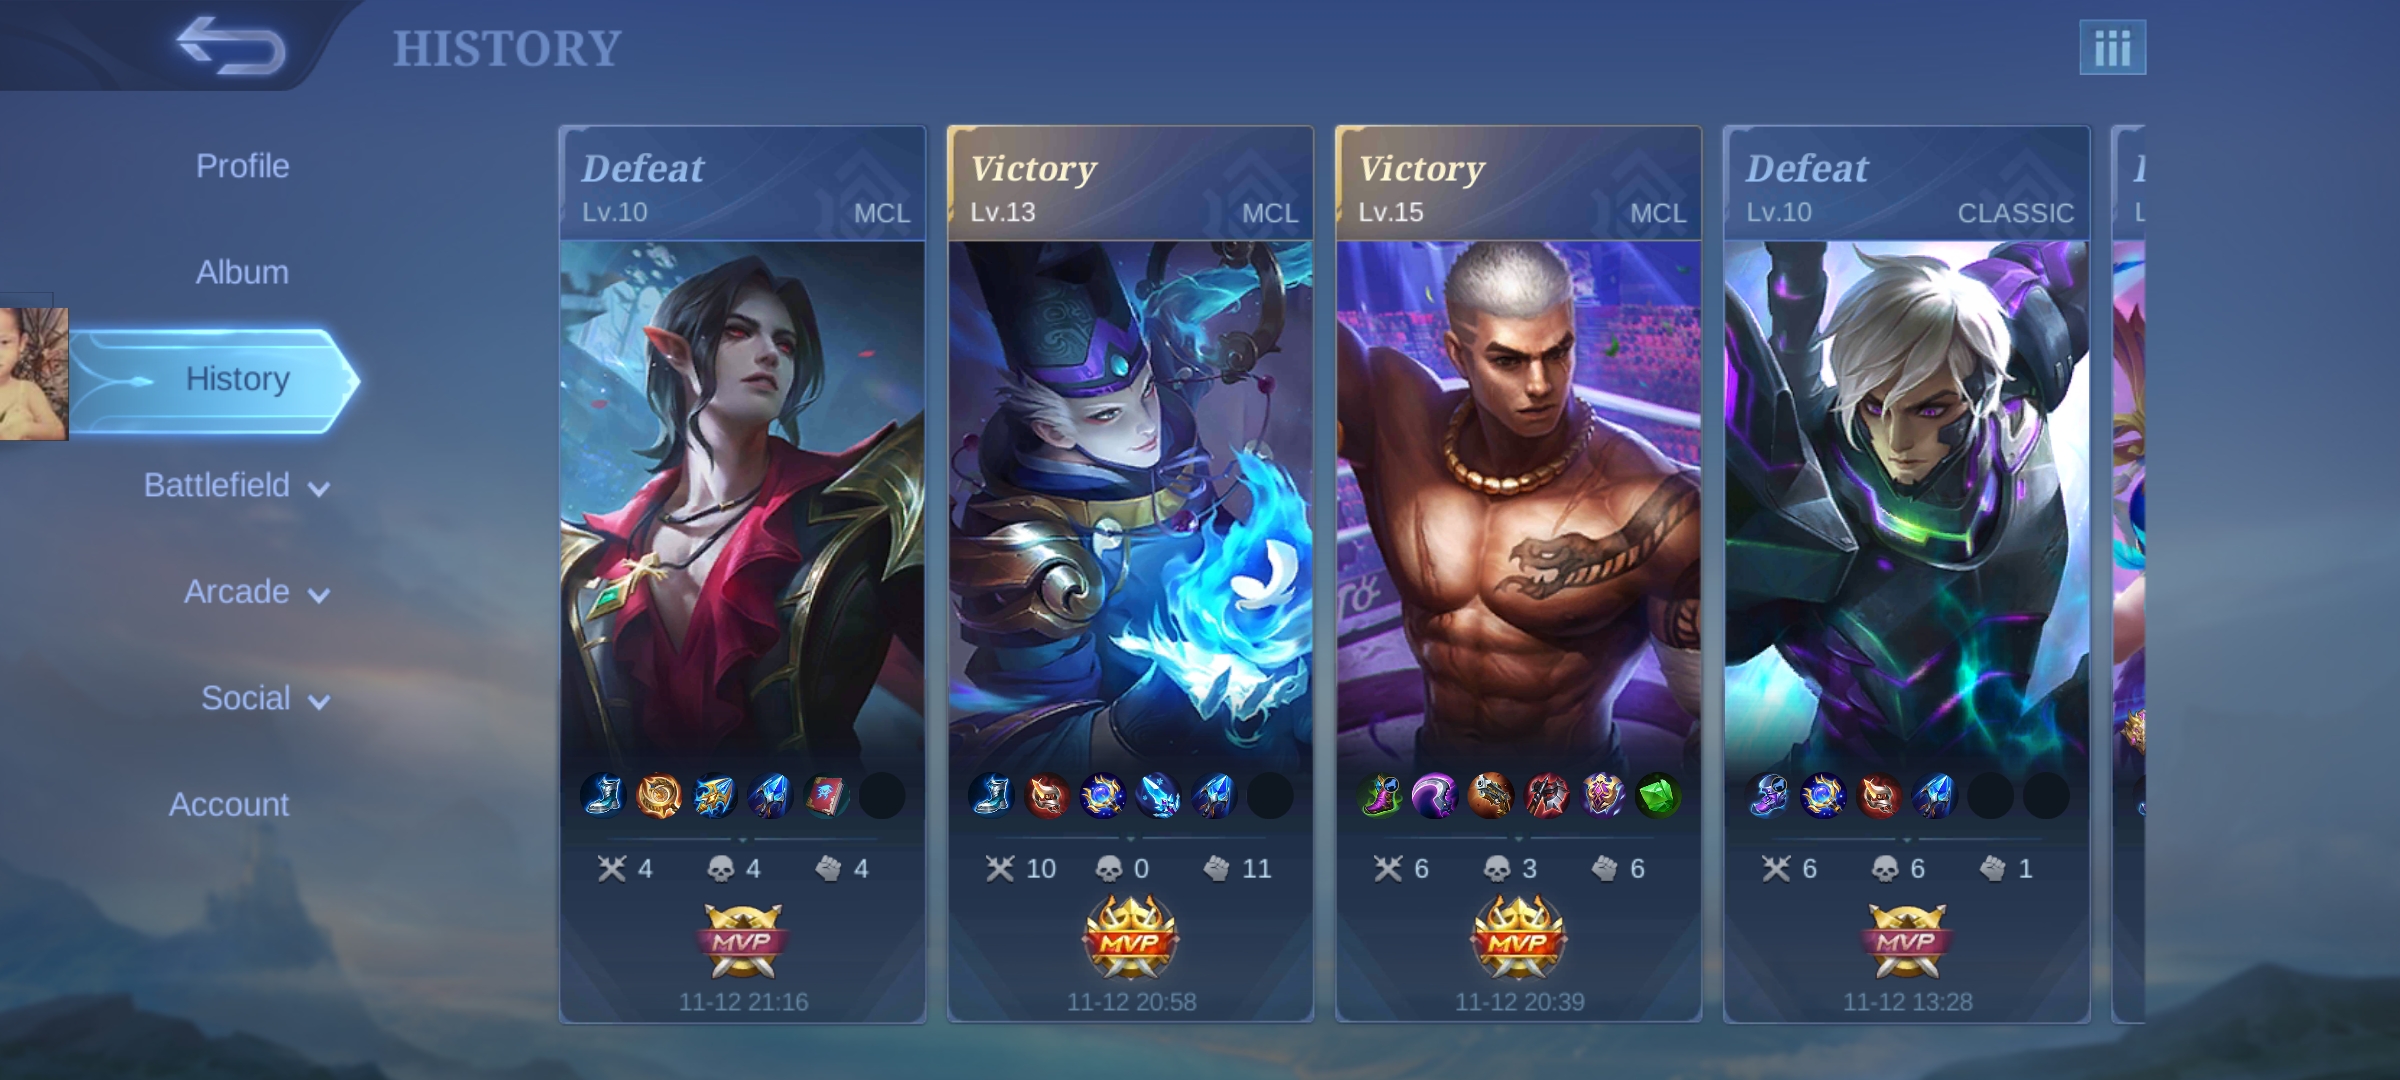 HISTORY
Profile
Album
History
Battlefield
Arcade
Social
Account
Defeat
Lv.10 MCL
4 4 4
MVP
11-12 21:16
Victory
Lv.13 MCL
10 0 11
MVP
11-12 20:58
Victory
Lv.15 MCL
6 3 6
MVP
11-12 20:39
Defeat
Lv.10 CLASSIC
6 6 1
MVP
11-12 13:28